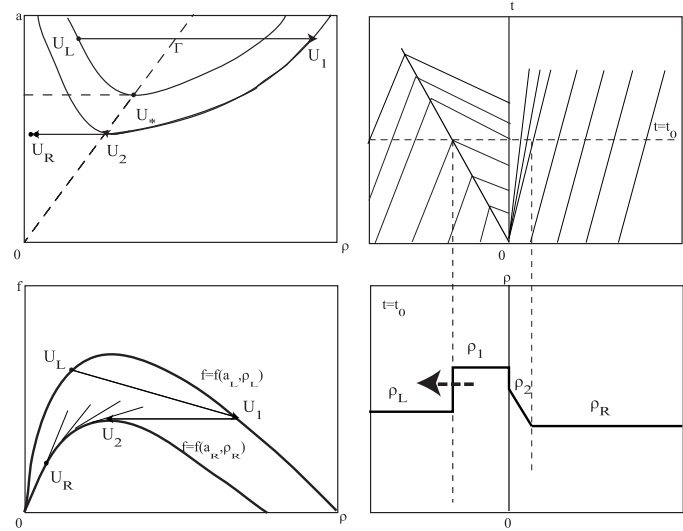 a
U_L
Γ
U_1
U_*
U_R
U_2
0
ρ
t
t=t_0
0
f
U_L
f=f(a_L,ρ_L)
U_1
U_2
f=f(a_R,ρ_R)
U_R
0
ρ
ρ
t=t_0
ρ_1
ρ_L
ρ_2
ρ_R
0